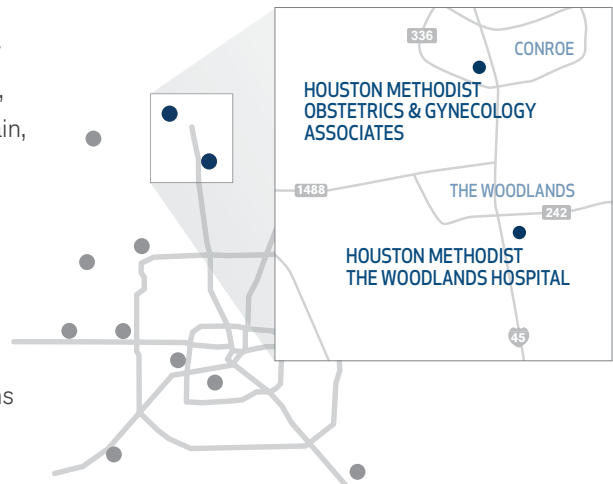 336
CONROE
HOUSTON METHODIST
OBSTETRICS & GYNECOLOGY
ASSOCIATES
1488
THE WOODLANDS
242
HOUSTON METHODIST
THE WOODLANDS HOSPITAL
45